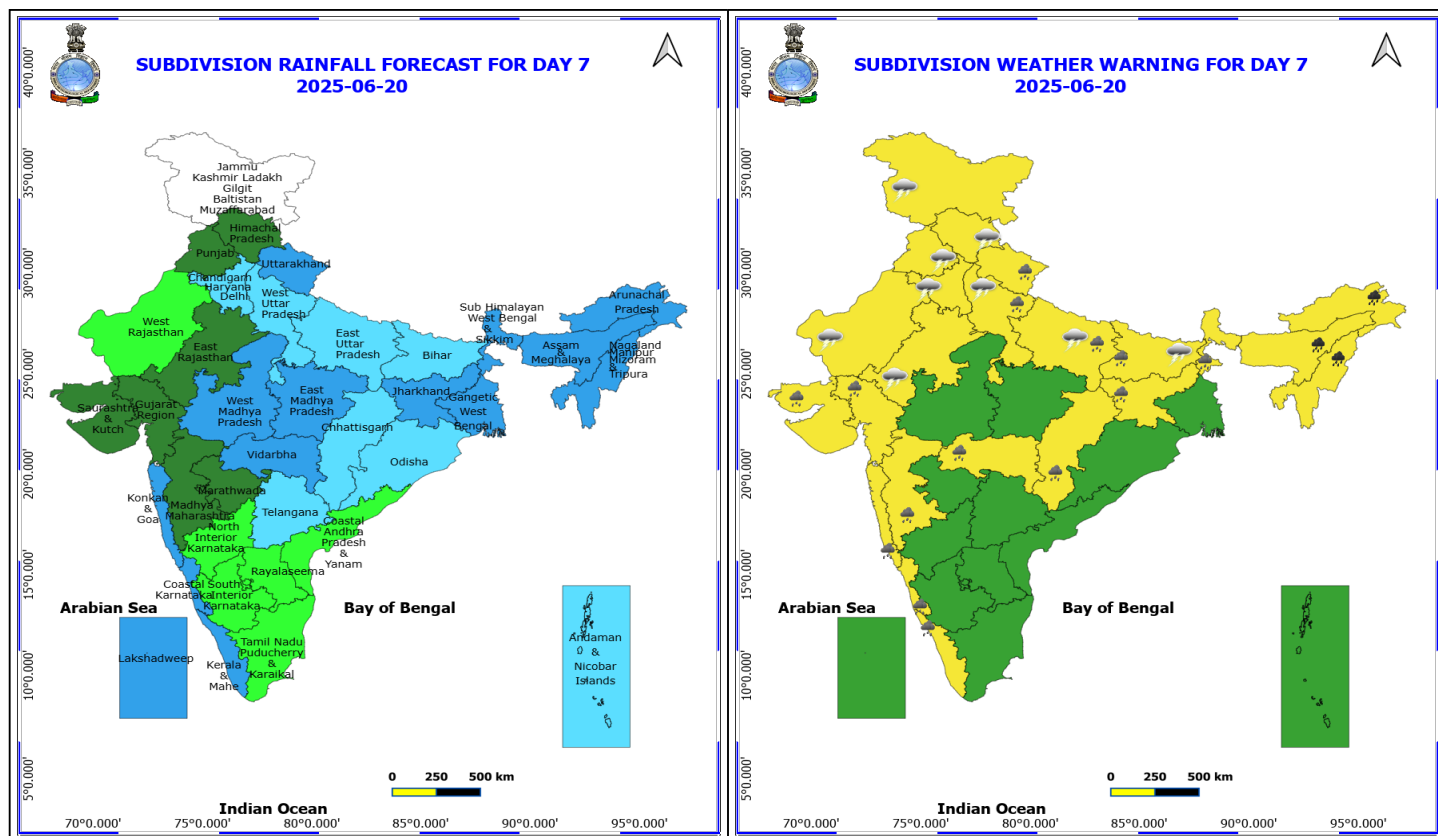 SUBDIVISION RAINFALL FORECAST FOR DAY 7
2025-06-20
40°0.000'
35°0.000'
30°0.000'
25°0.000'
20°0.000'
15°0.000'
10°0.000'
5°0.000'
Jammu
Kashmir Ladakh
Gilgit
Baltistan
Muzaffarabad
Himachal
Pradesh
Punjab
Uttarakhand
Chandigarh
Haryana
Delhi
West
Uttar
Pradesh
West
Rajasthan
East
Rajasthan
East
Uttar
Pradesh
Bihar
Sub Himalayan
West Bengal
&
Sikkim
Arunachal
Pradesh
Assam
&
Meghalaya
Nagaland
Manipur
Mizoram
&
Tripura
Saurashtra
&
Kutch
Gujarat
Region
West
Madhya
Pradesh
East
Madhya
Pradesh
Jharkhand
Gangetic
West
Bengal
Chhattisgarh
Odisha
Vidarbha
Konkan
&
Goa
Madhya
Maharashtra
Marathwada
Telangana
North
Interior
Karnataka
Coastal
Andhra
Pradesh
&
Yanam
Rayalaseema
Coastal
Karnataka
South
Interior
Karnataka
Arabian Sea
Bay of Bengal
Lakshadweep
Kerala
&
Mahe
Tamil Nadu
Puducherry
&
Karaikal
Andaman
&
Nicobar
Islands
0 250 500 km
Indian Ocean
70°0.000' 75°0.000' 80°0.000' 85°0.000' 90°0.000' 95°0.000'
SUBDIVISION WEATHER WARNING FOR DAY 7
2025-06-20
40°0.000'
35°0.000'
30°0.000'
25°0.000'
20°0.000'
15°0.000'
10°0.000'
5°0.000'
Arabian Sea
Bay of Bengal
0 250 500 km
Indian Ocean
70°0.000' 75°0.000' 80°0.000' 85°0.000' 90°0.000' 95°0.000'